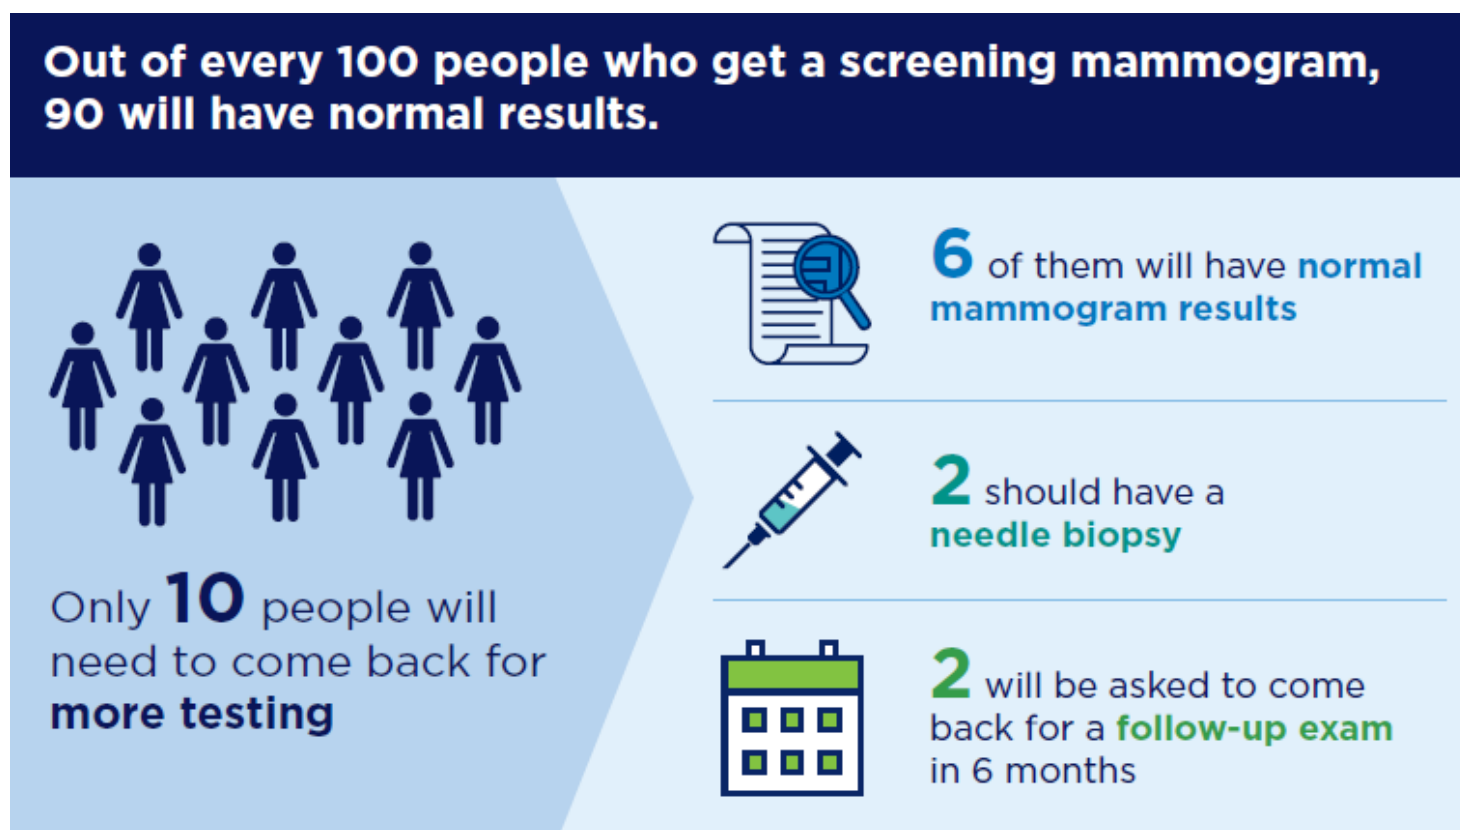 Out of every 100 people who get a screening mammogram,
90 will have normal results.
Only 10 people will
need to come back for
more testing
6 of them will have normal
mammogram results
2 should have a
needle biopsy
2 will be asked to come
back for a follow-up exam
in 6 months